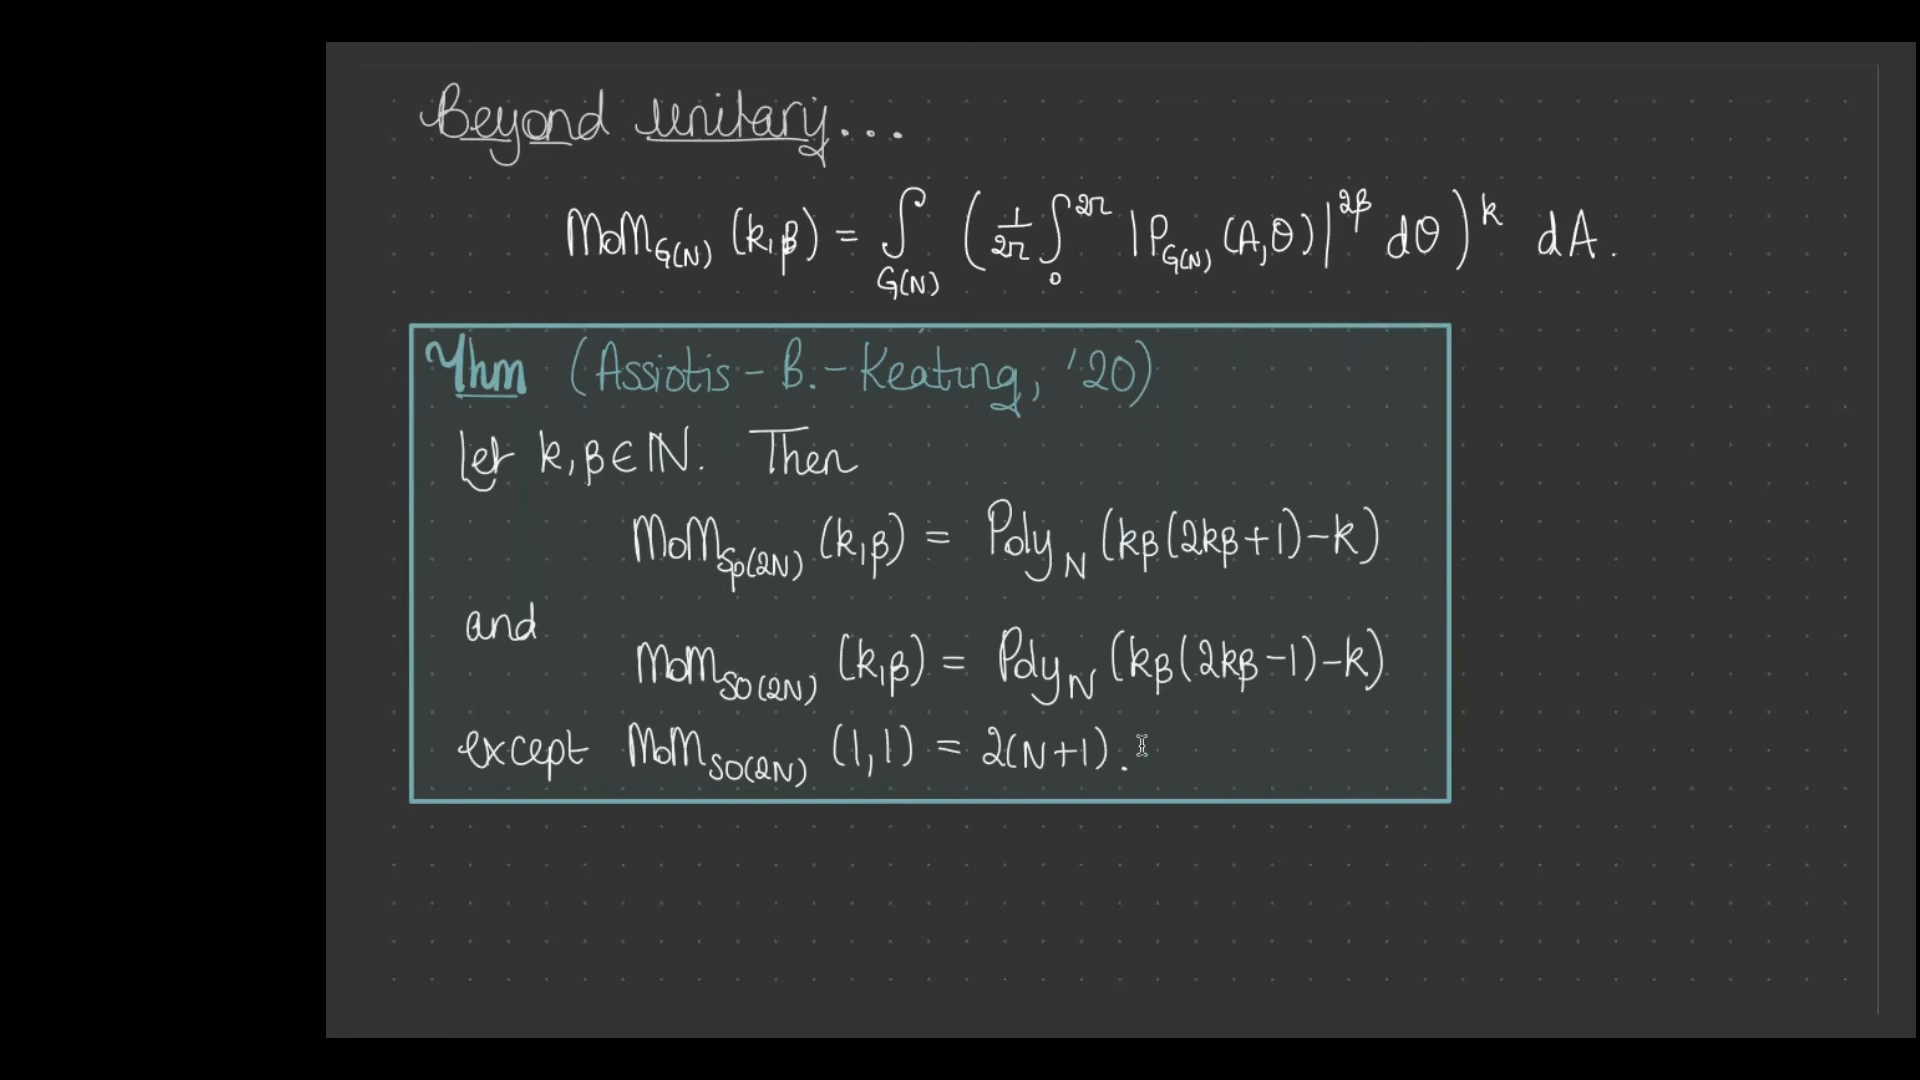 Beyond unitary...
MoM_{G(N)} (k,β) = ∫_{G(N)} ( 1/2π ∫_0^{2π} |P_{G(N)} (A,θ)|^{2β} dθ )^k dA.
Thm (Assiotis - B. - Keating, '20)
Let k,β ∈ ℕ. Then
MoM_{Sp(2N)} (k,β) = Poly_N (kβ(2kβ+1)-k)
and
MoM_{SO(2N)} (k,β) = Poly_N (kβ(2kβ-1)-k)
except MoM_{SO(2N)} (1,1) = 2(N+1).